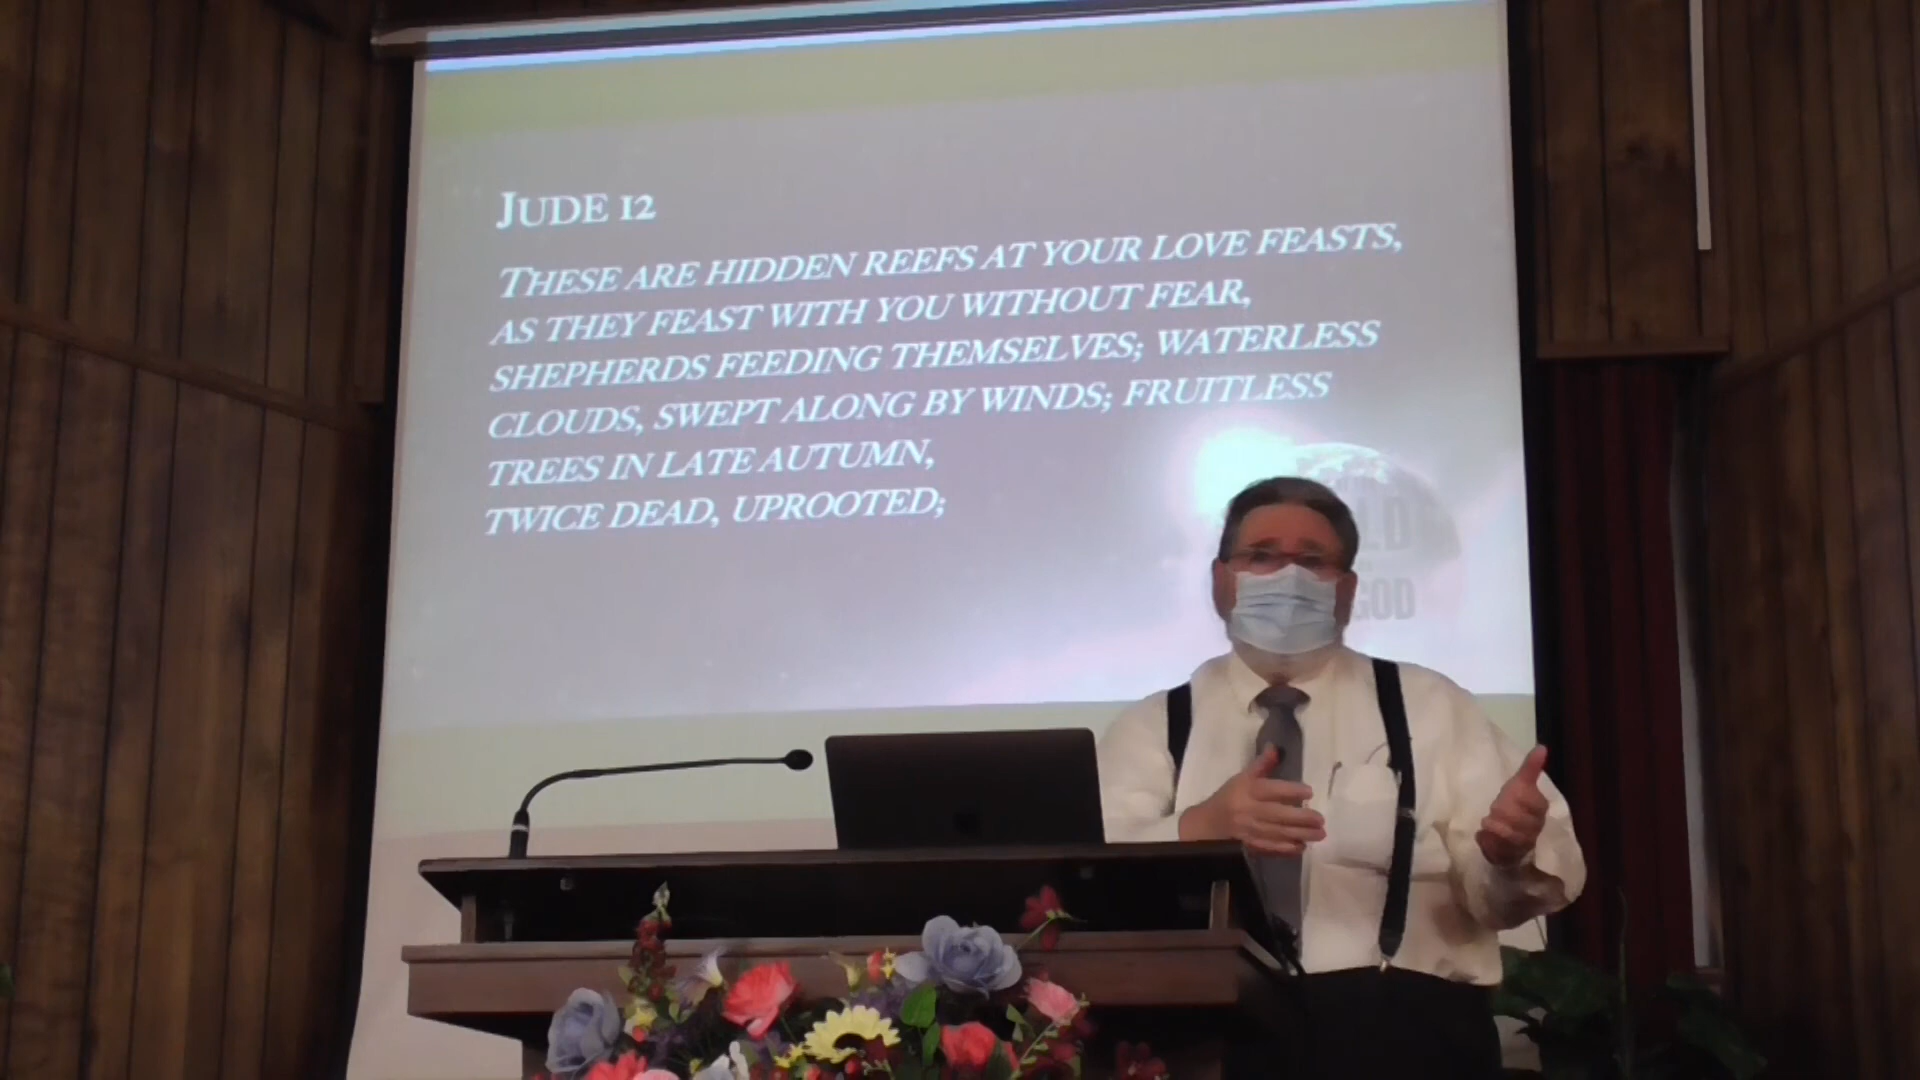 JUDE 12
THESE ARE HIDDEN REEFS AT YOUR LOVE FEASTS,
AS THEY FEAST WITH YOU WITHOUT FEAR,
SHEPHERDS FEEDING THEMSELVES; WATERLESS
CLOUDS, SWEPT ALONG BY WINDS; FRUITLESS
TREES IN LATE AUTUMN,
TWICE DEAD, UPROOTED;
GOD